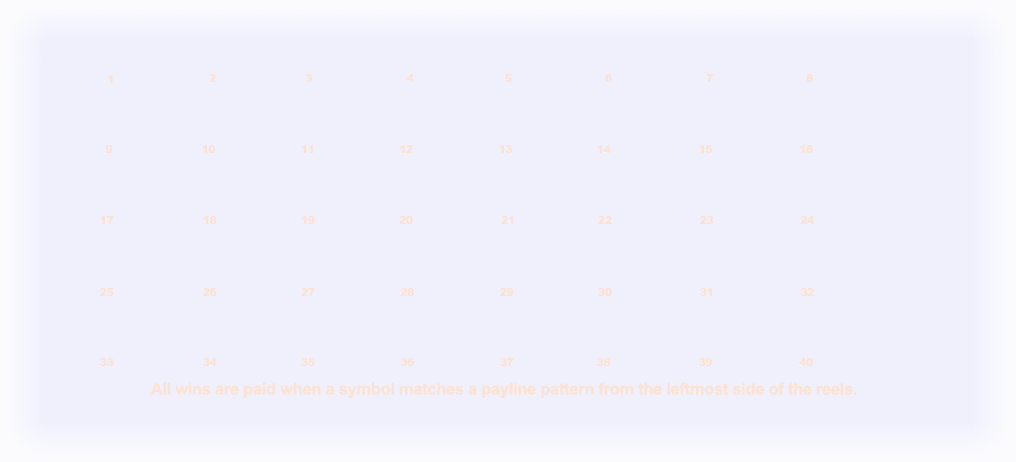 1 2 3 4 5 6 7 8
9 10 11 12 13 14 15 16
17 18 19 20 21 22 23 24
25 26 27 28 29 30 31 32
33 34 35 36 37 38 39 40
All wins are paid when a symbol matches a payline pattern from the leftmost side of the reels.